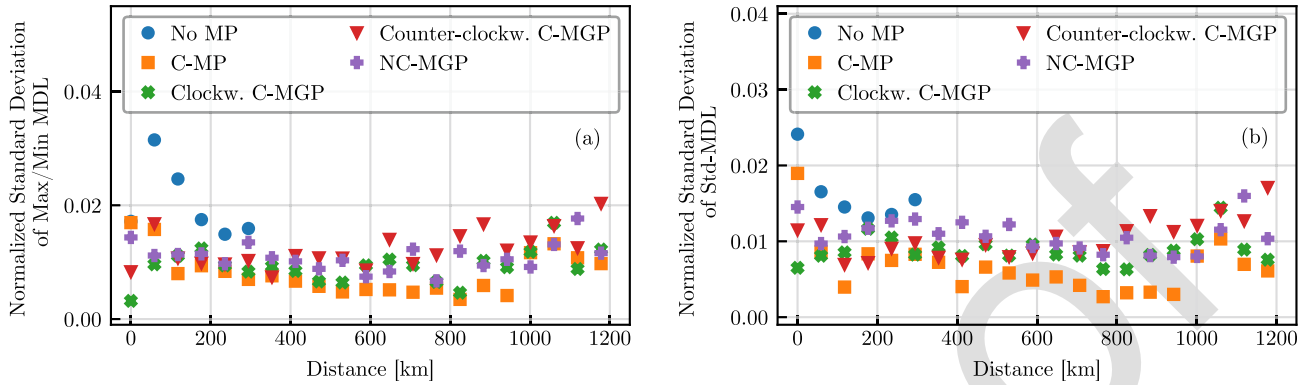 Normalized Standard Deviation
of Max/Min MDL
0.04
0.02
0.00
No MP
C-MP
Clockw. C-MGP
Counter-clockw. C-MGP
NC-MGP
(a)
0 200 400 600 800 1000 1200
Distance [km]
Normalized Standard Deviation
of Std-MDL
0.04
0.03
0.02
0.01
0.00
No MP
C-MP
Clockw. C-MGP
Counter-clockw. C-MGP
NC-MGP
(b)
0 200 400 600 800 1000 1200
Distance [km]
of